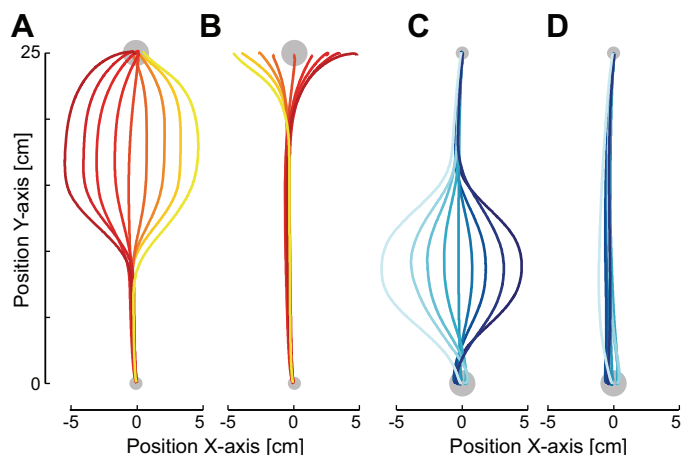 A B C D
25
Position Y-axis [cm]
0
-5 0 5 -5 0 5 -5 0 5 -5 0 5
Position X-axis [cm] Position X-axis [cm]